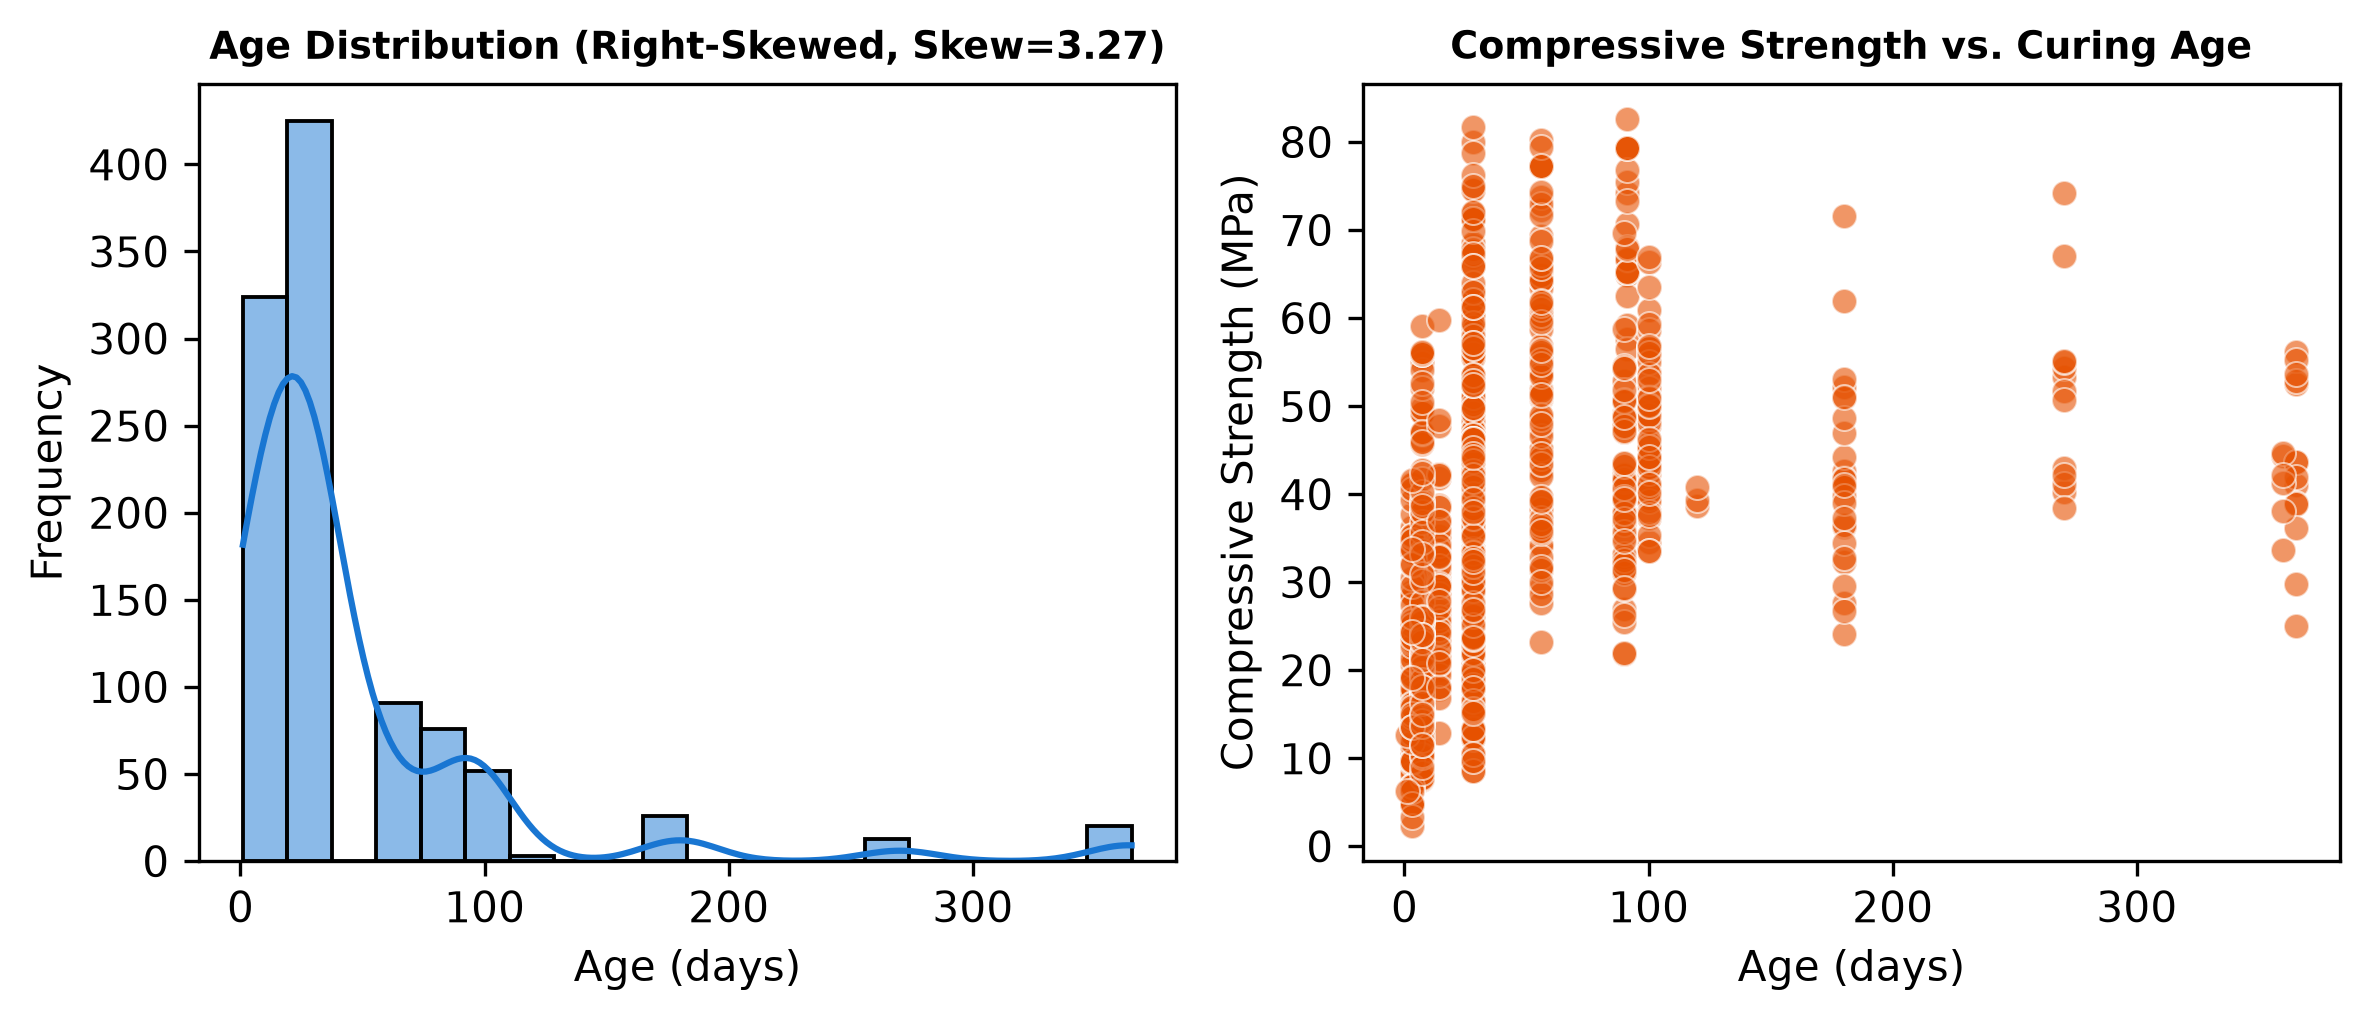 Age Distribution (Right-Skewed, Skew=3.27)
Frequency
400
350
300
250
200
150
100
50
0
0 100 200 300
Age (days)
Compressive Strength vs. Curing Age
Compressive Strength (MPa)
80
70
60
50
40
30
20
10
0
0 100 200 300
Age (days)